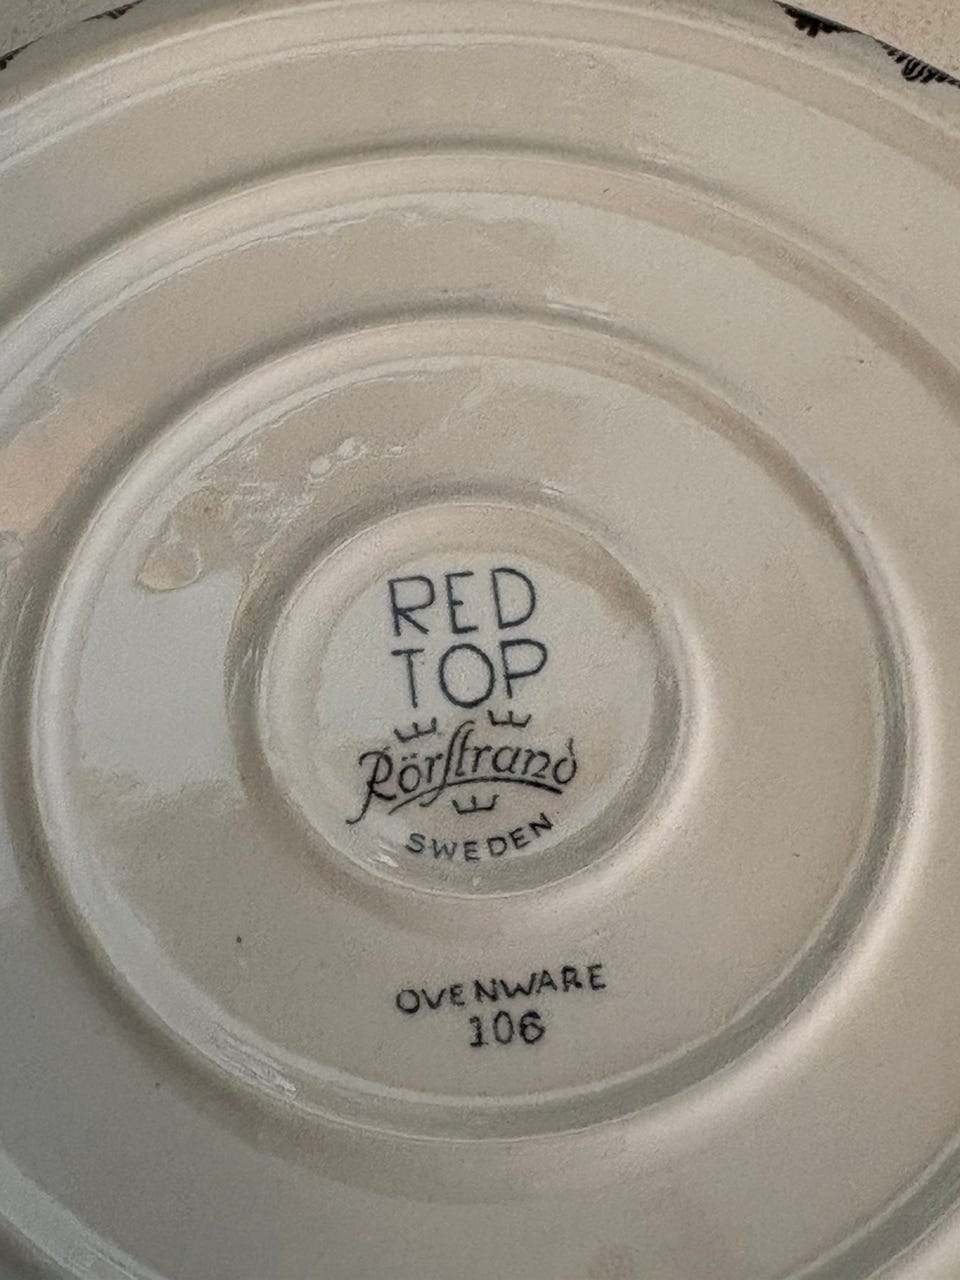 RED
TOP
Rörstrand
SWEDEN
OVENWARE
106